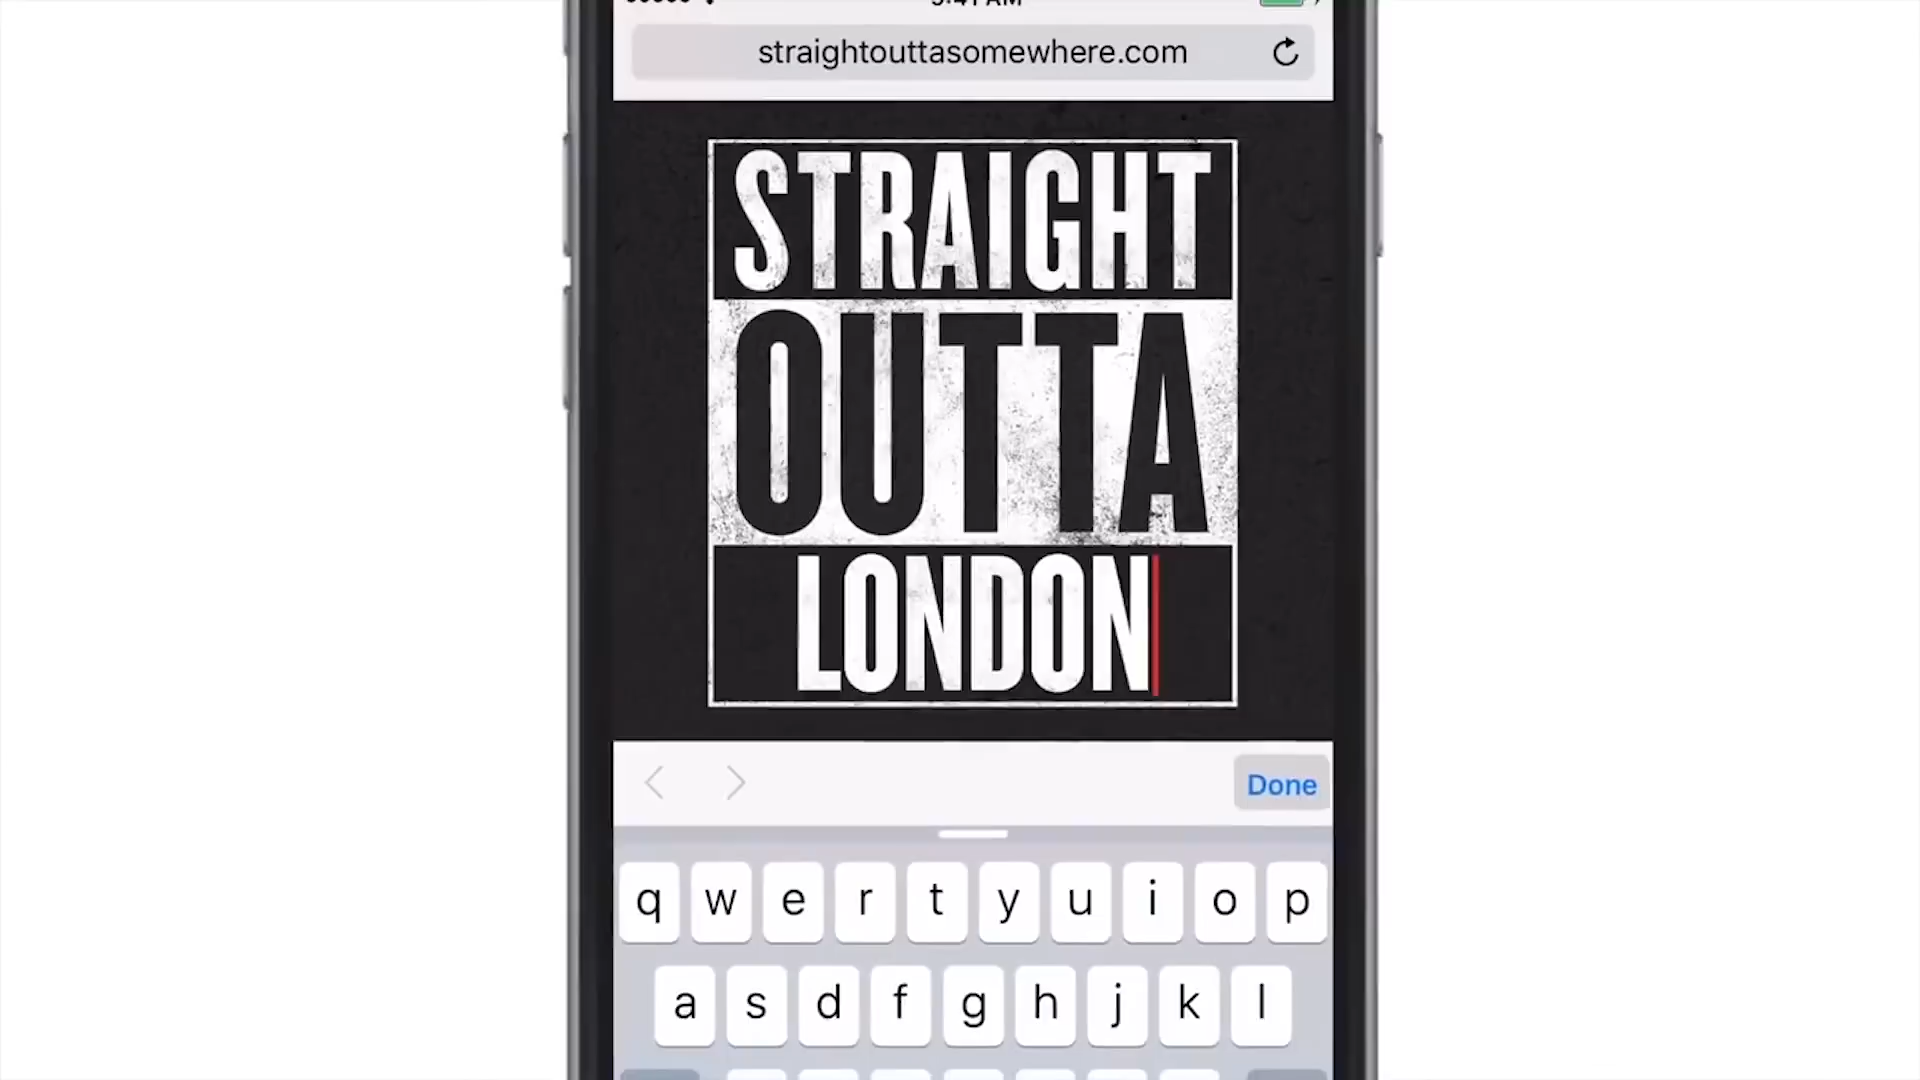 straightouttasomewhere.com
STRAIGHT
OUTTA
LONDON
Done
q w e r t y u i o p
a s d f g h j k l